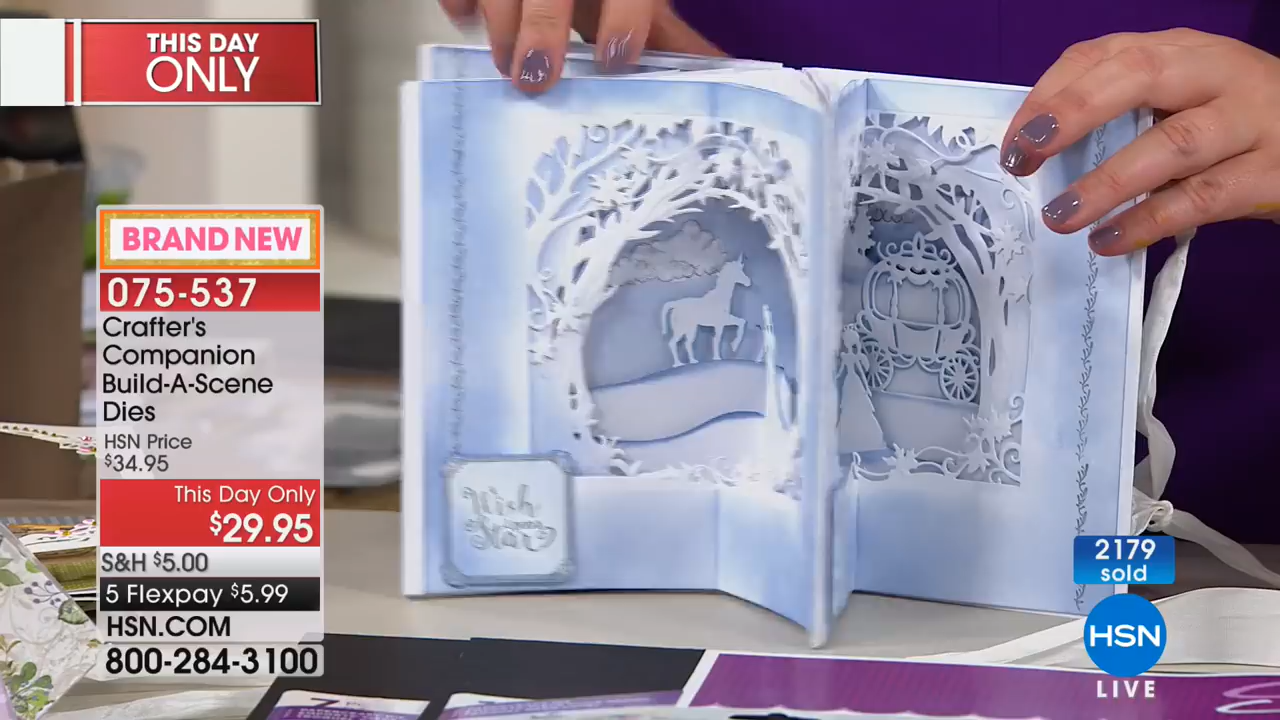 THIS DAY
ONLY
BRAND NEW
075-537
Crafter's
Companion
Build-A-Scene
Dies
HSN Price
$34.95
This Day Only
$29.95
S&H $5.00
5 Flexpay $5.99
HSN.COM
800-284-3100
Wish
upon a
Star
2179
sold
HSN
LIVE